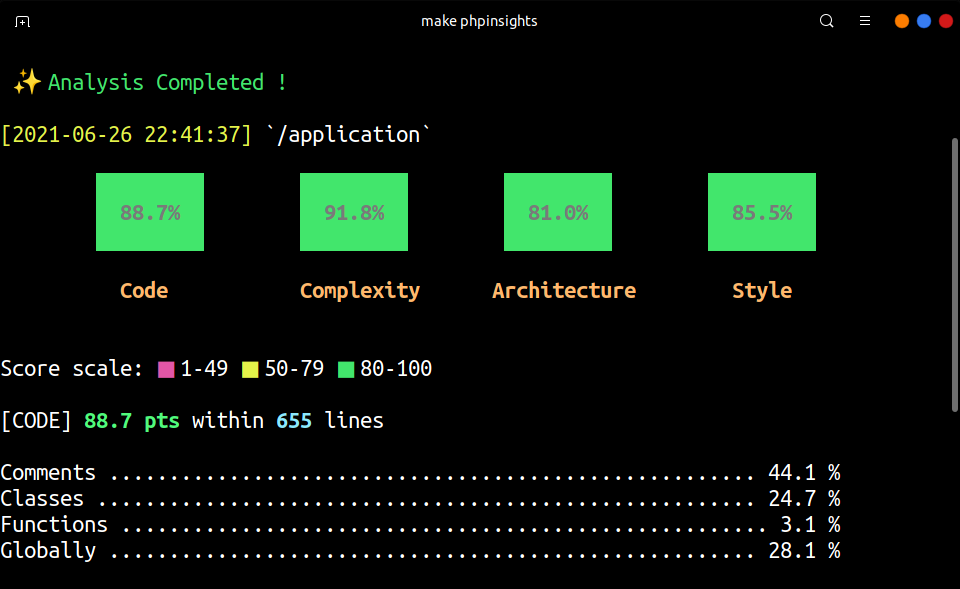 make phpinsights
✨ Analysis Completed !
[2021-06-26 22:41:37] `/application`
88.7% 91.8% 81.0% 85.5%
Code Complexity Architecture Style
Score scale: 1-49 50-79 80-100
[CODE] 88.7 pts within 655 lines
Comments ...................................................... 44.1 %
Classes ....................................................... 24.7 %
Functions ...................................................... 3.1 %
Globally ...................................................... 28.1 %